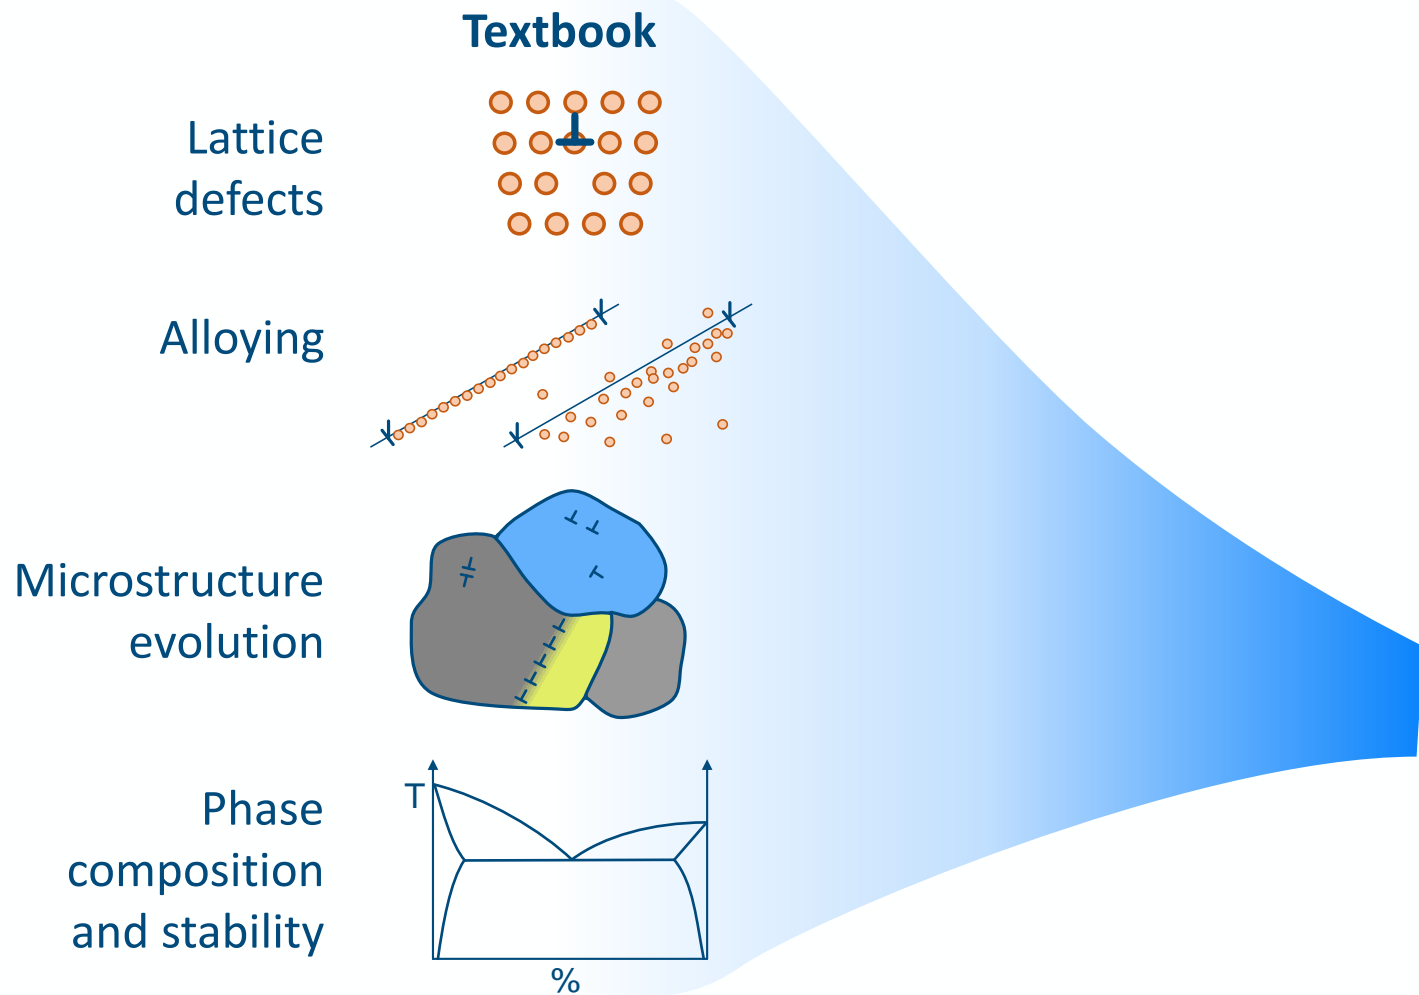 Textbook
Lattice
defects
Alloying
Microstructure
evolution
Phase
composition
and stability
T
%